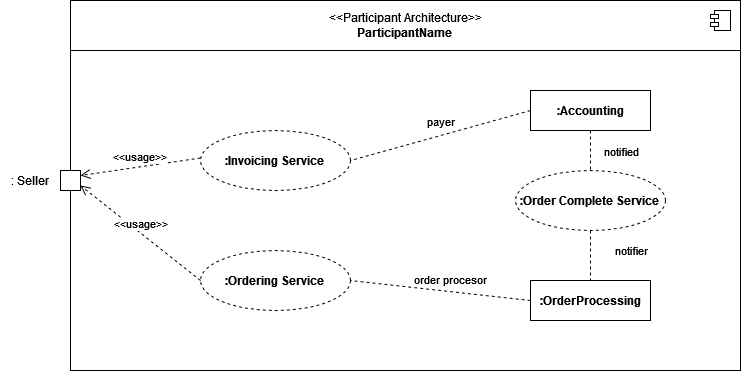 <<Participant Architecture>>
ParticipantName
:Accounting
payer
notified
<<usage>>
:Invoicing Service
: Seller
:Order Complete Service
<<usage>>
notifier
:Ordering Service
order procesor
:OrderProcessing